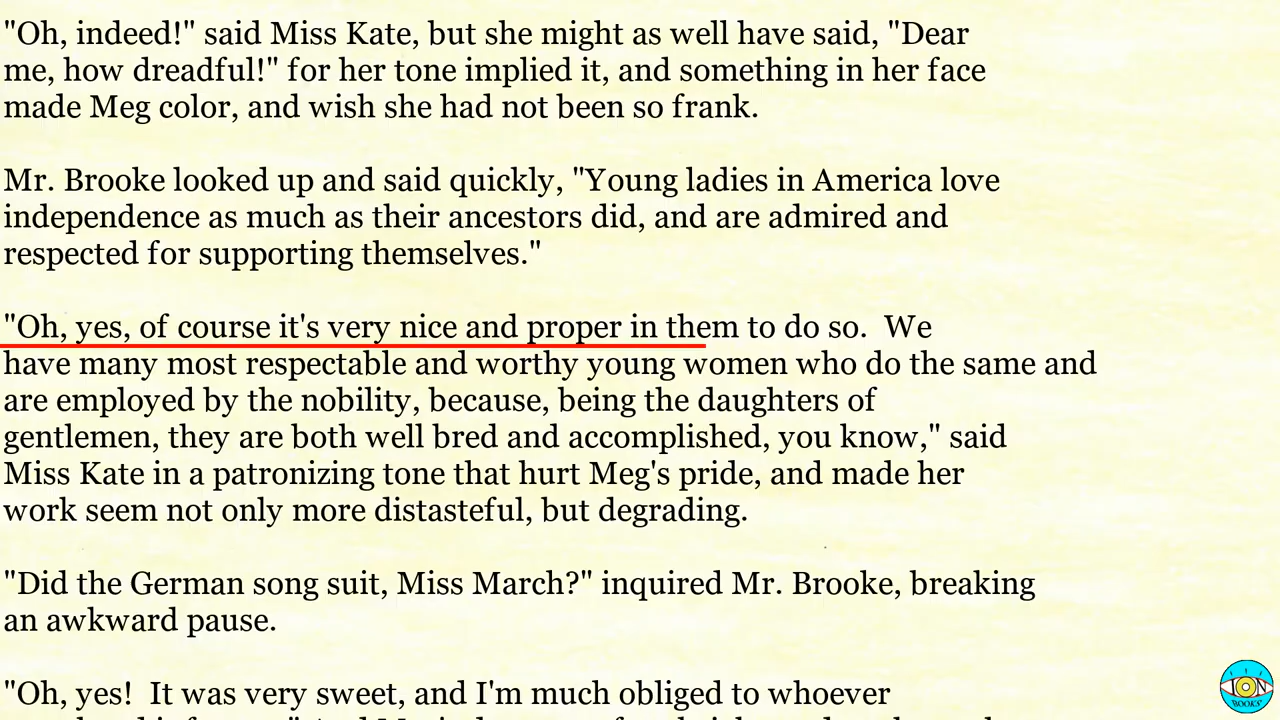 "Oh, indeed!" said Miss Kate, but she might as well have said, "Dear
me, how dreadful!" for her tone implied it, and something in her face
made Meg color, and wish she had not been so frank.
Mr. Brooke looked up and said quickly, "Young ladies in America love
independence as much as their ancestors did, and are admired and
respected for supporting themselves."
"Oh, yes, of course it's very nice and proper in them to do so.  We
have many most respectable and worthy young women who do the same and
are employed by the nobility, because, being the daughters of
gentlemen, they are both well bred and accomplished, you know," said
Miss Kate in a patronizing tone that hurt Meg's pride, and made her
work seem not only more distasteful, but degrading.
"Did the German song suit, Miss March?" inquired Mr. Brooke, breaking
an awkward pause.
"Oh, yes!  It was very sweet, and I'm much obliged to whoever
ION
BOOKS